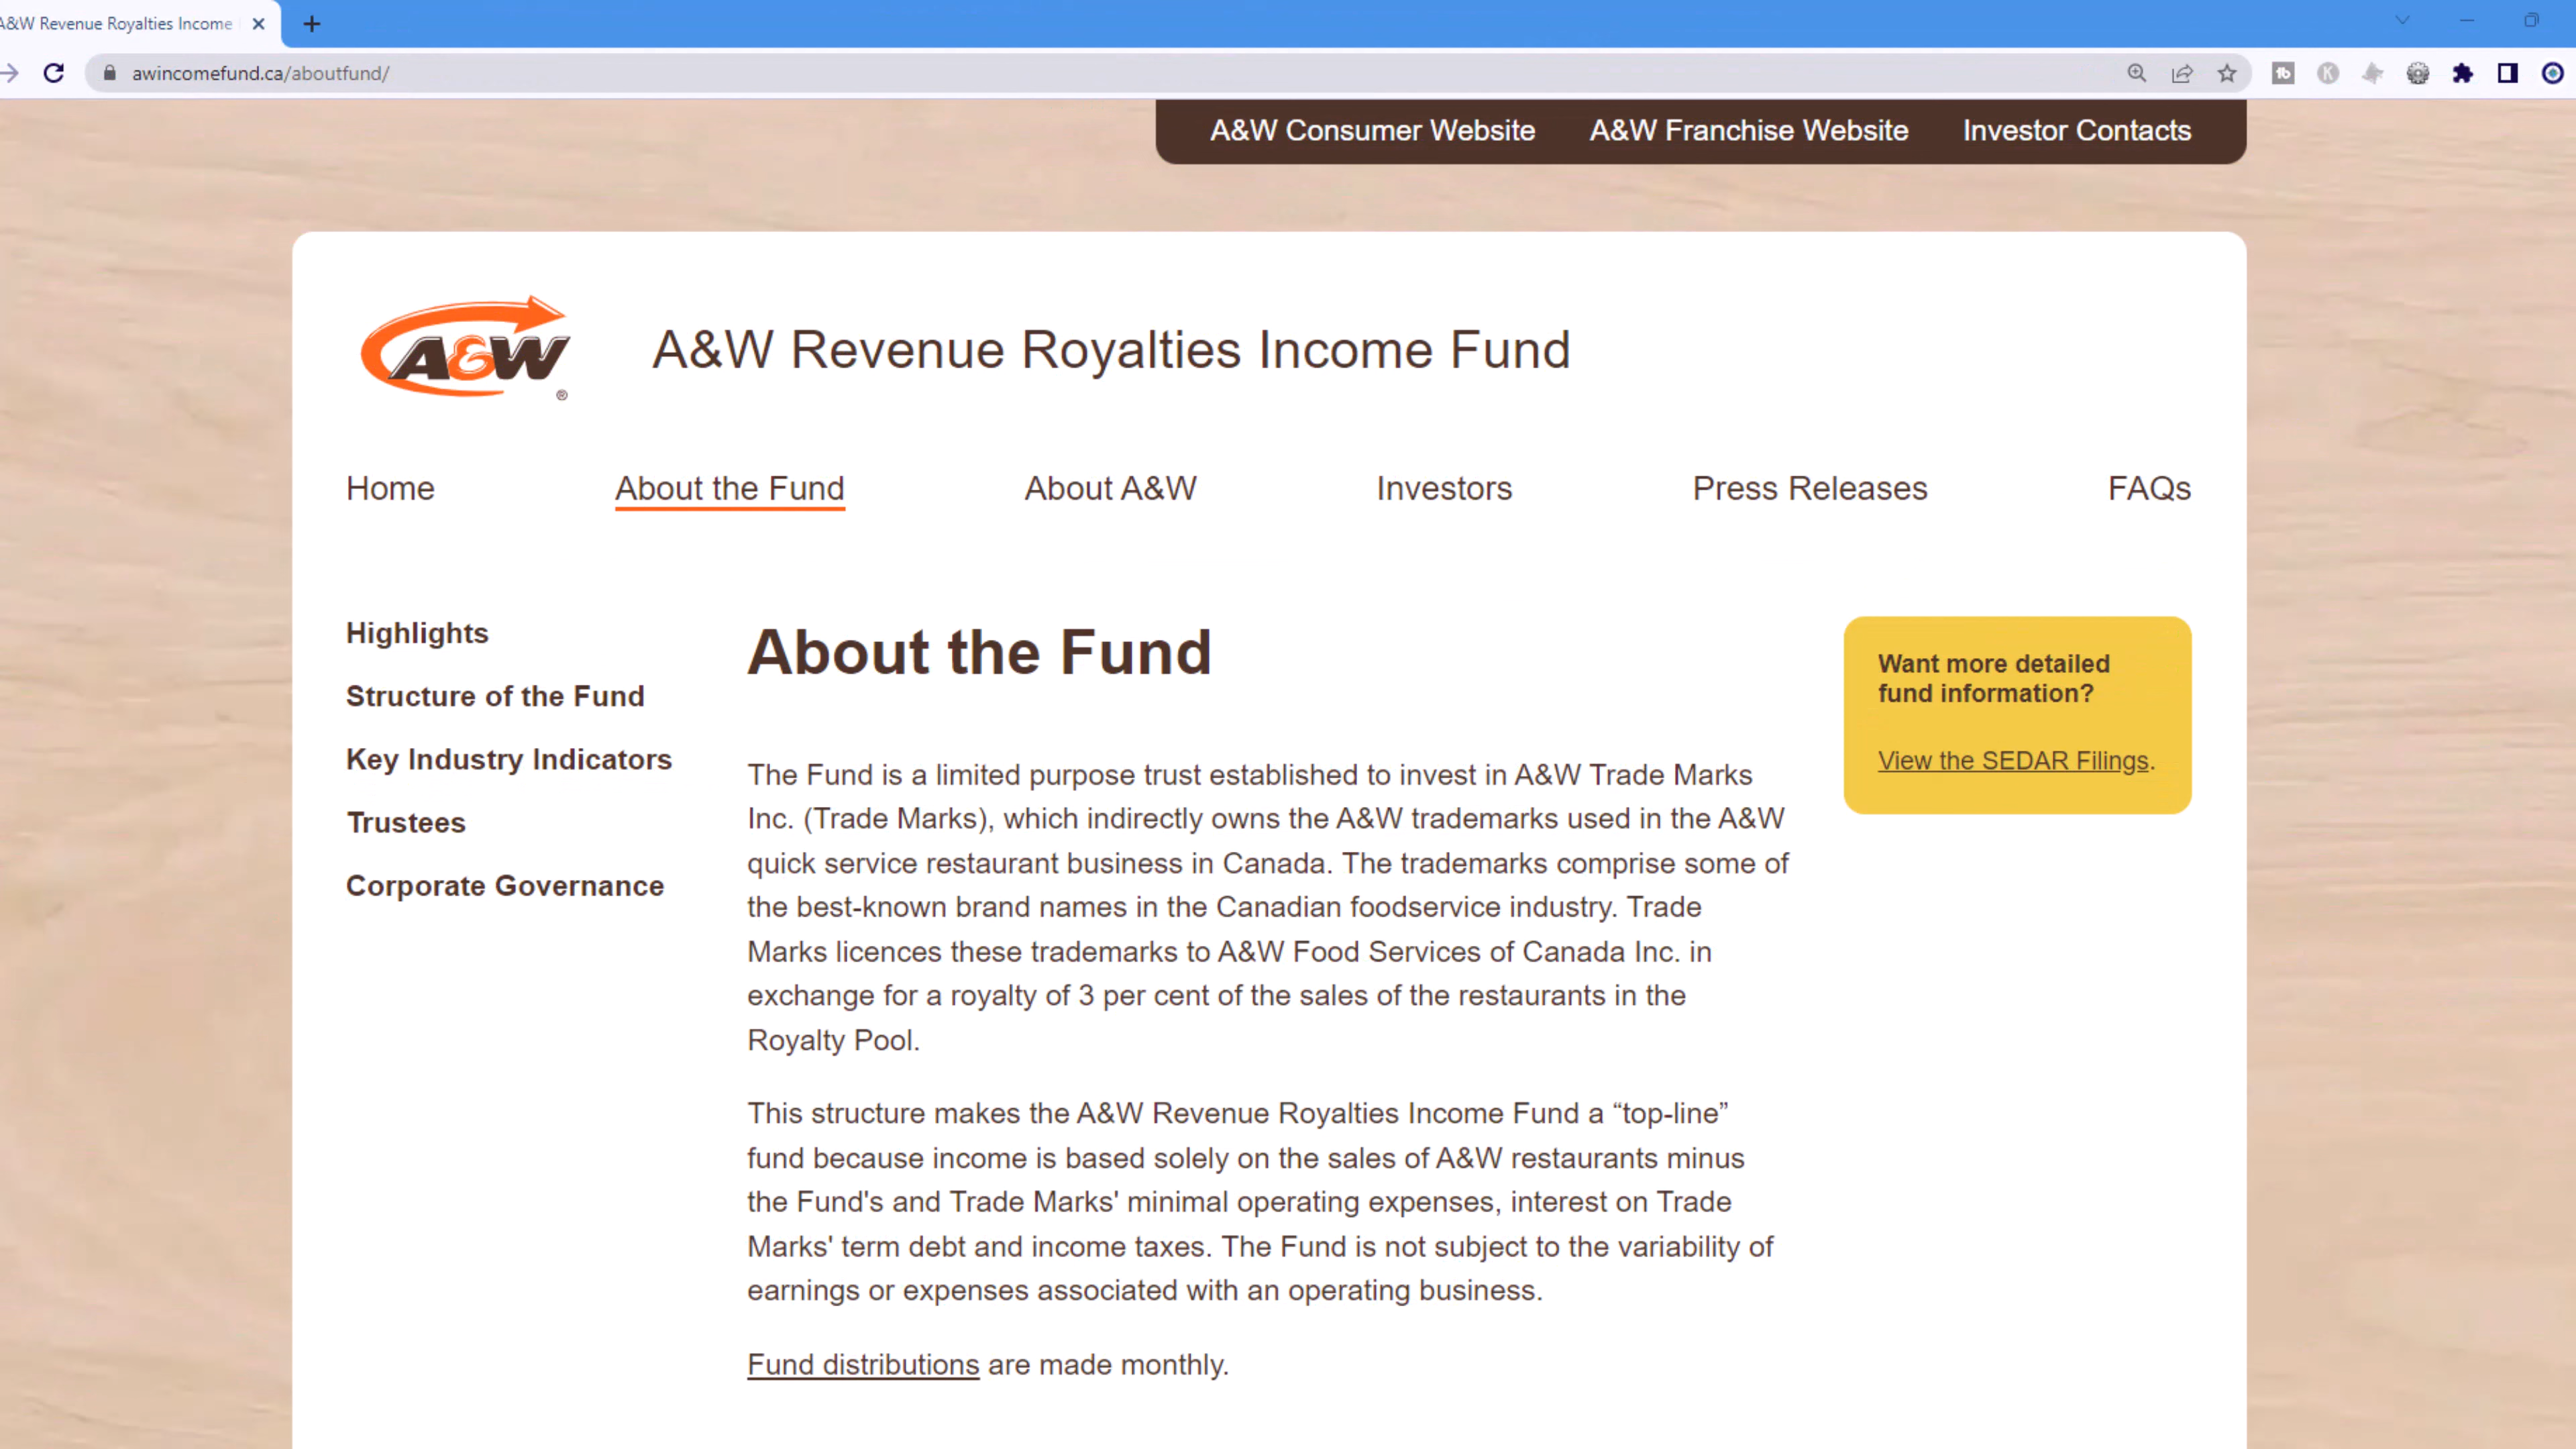 A&W Revenue Royalties Income
awincomefund.ca/aboutfund/
A&W Consumer Website
A&W Franchise Website
Investor Contacts
A&W
®
A&W Revenue Royalties Income Fund
Home
About the Fund
About A&W
Investors
Press Releases
FAQs
Highlights
Structure of the Fund
Key Industry Indicators
Trustees
Corporate Governance
About the Fund
The Fund is a limited purpose trust established to invest in A&W Trade Marks
Inc. (Trade Marks), which indirectly owns the A&W trademarks used in the A&W
quick service restaurant business in Canada. The trademarks comprise some of
the best-known brand names in the Canadian foodservice industry. Trade
Marks licences these trademarks to A&W Food Services of Canada Inc. in
exchange for a royalty of 3 per cent of the sales of the restaurants in the
Royalty Pool.
This structure makes the A&W Revenue Royalties Income Fund a “top-line”
fund because income is based solely on the sales of A&W restaurants minus
the Fund's and Trade Marks' minimal operating expenses, interest on Trade
Marks' term debt and income taxes. The Fund is not subject to the variability of
earnings or expenses associated with an operating business.
Fund distributions are made monthly.
Want more detailed
fund information?
View the SEDAR Filings.